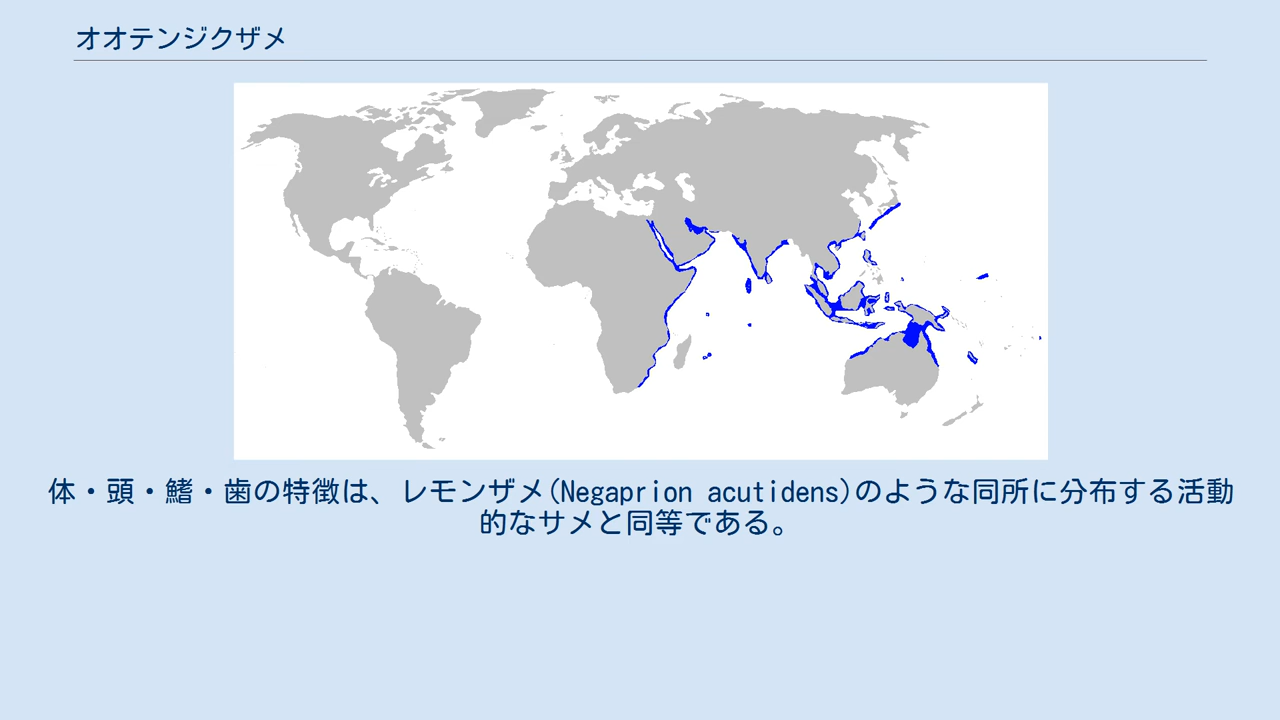 オオテンジクザメ
体・頭・鰭・歯の特徴は、レモンザメ(Negaprion acutidens)のような同所に分布する活動
的なサメと同等である。